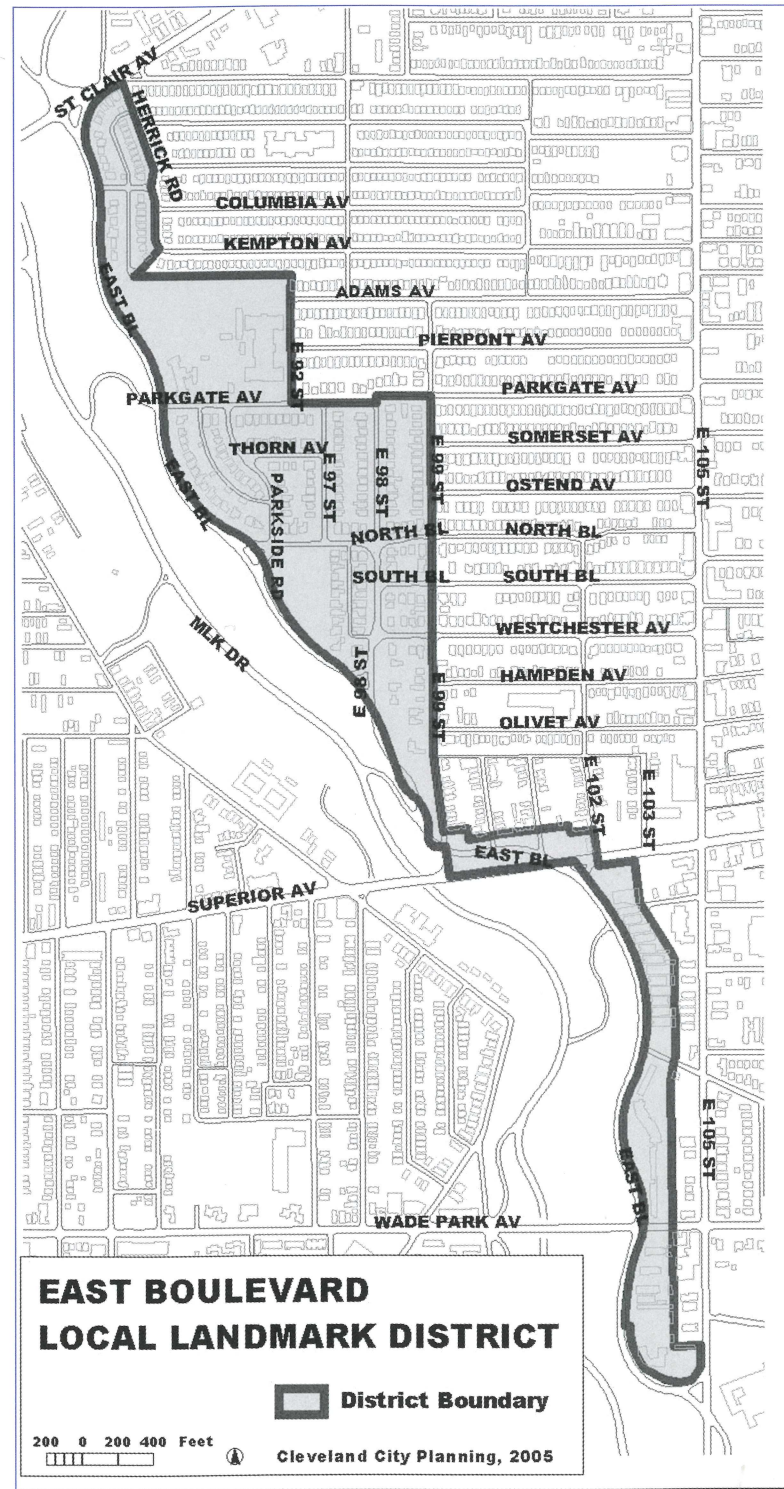 ST CLAIR AV
HERRICK RD
COLUMBIA AV
KEMPTON AV
EAST BL
ADAMS AV
PIERPONT AV
E 93 ST
PARKGATE AV
PARKGATE AV
THORN AV
SOMERSET AV
E 105 ST
E 97 ST
E 98 ST
E 99 ST
EAST BL
PARKSIDE RD
OSTEND AV
NORTH BL
NORTH BL
SOUTH BL
SOUTH BL
MLK DR
WESTCHESTER AV
E 98 ST
E 99 ST
HAMPDEN AV
OLIVET AV
E 102 ST
E 103 ST
EAST BL
SUPERIOR AV
E 105 ST
EAST BL
WADE PARK AV
EAST BOULEVARD
LOCAL LANDMARK DISTRICT
District Boundary
200 0 200 400 Feet
Cleveland City Planning, 2005